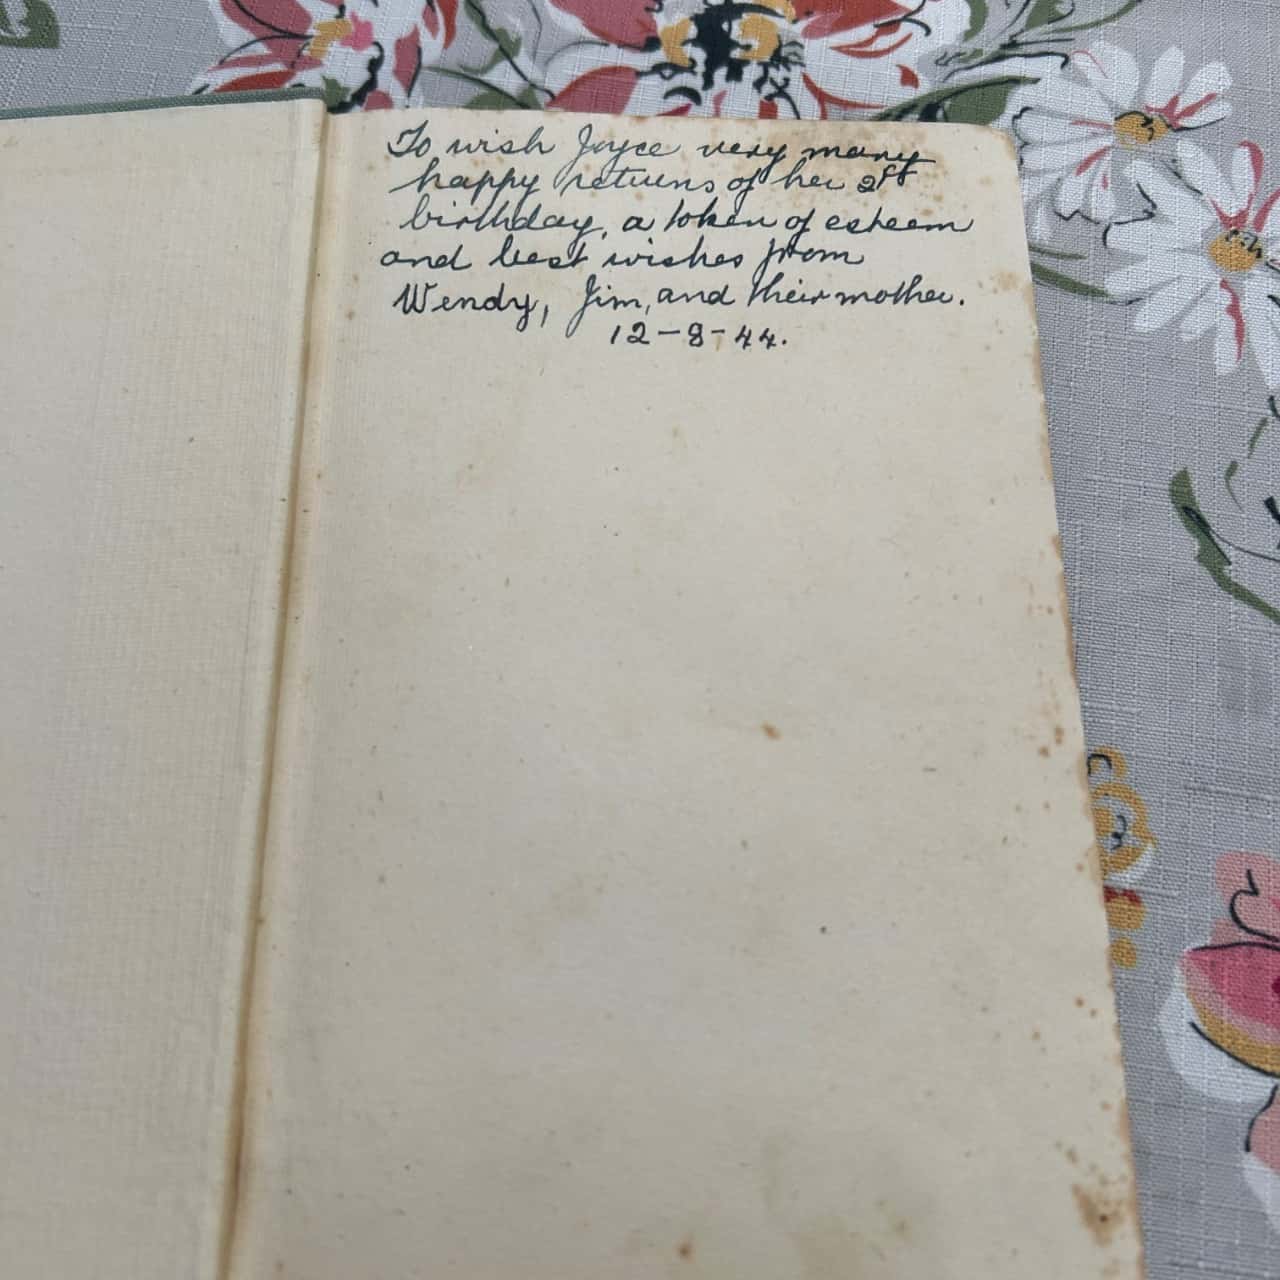 To wish Joyce very many
happy returns of her 21st
birthday, a token of esteem
and best wishes from
Wendy, Jim, and their mother.
12-8-44.